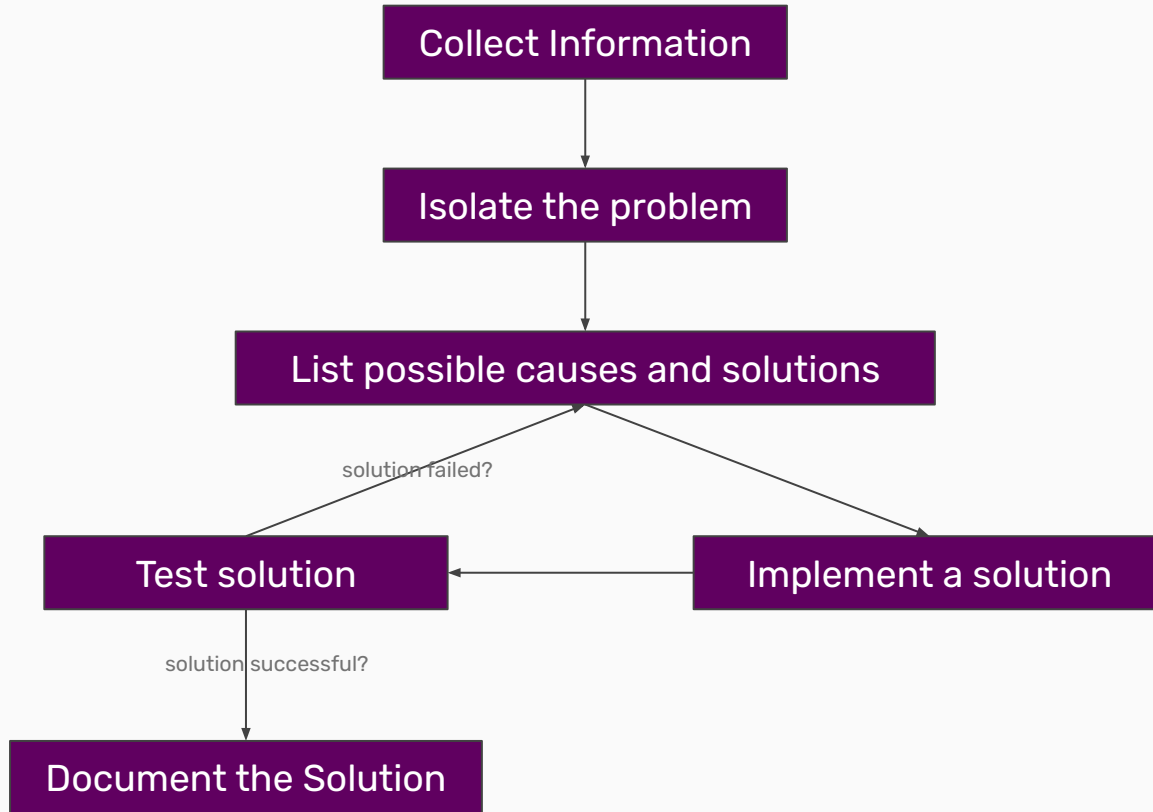 Collect Information
Isolate the problem
List possible causes and solutions
solution failed?
Test solution
Implement a solution
solution successful?
Document the Solution